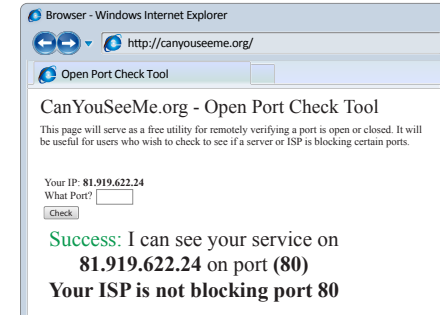 Browser - Windows Internet Explorer
http://canyouseeme.org/
Open Port Check Tool
CanYouSeeMe.org - Open Port Check Tool
This page will serve as a free utility for remotely verifying a port is open or closed. It will
be useful for users who wish to check to see if a server or ISP is blocking certain ports.
Your IP: 81.919.622.24
What Port?
Check
Success: I can see your service on
81.919.622.24 on port (80)
Your ISP is not blocking port 80